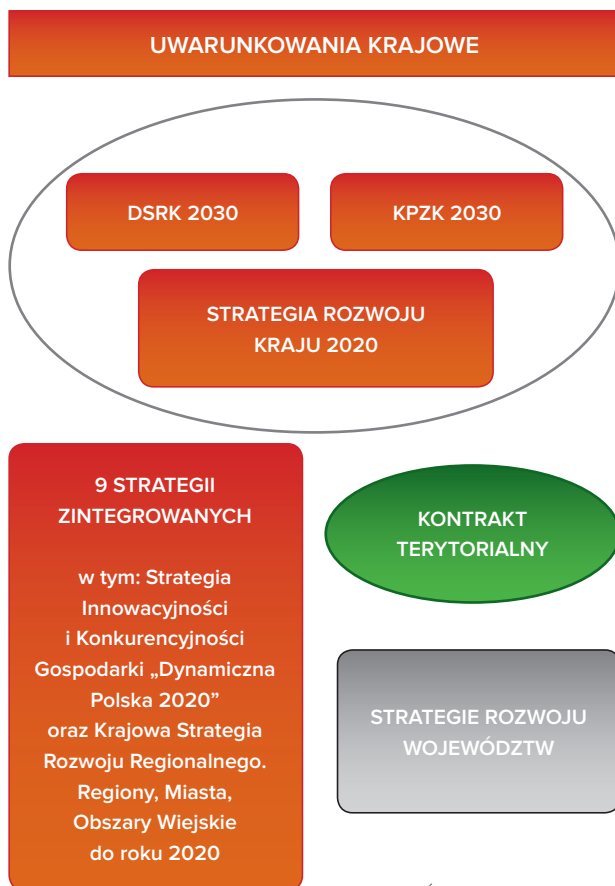 UWARUNKOWANIA KRAJOWE
DSRK 2030
KPZK 2030
STRATEGIA ROZWOJU
KRAJU 2020
9 STRATEGII
ZINTEGROWANYCH
w tym: Strategia
Innowacyjności
i Konkurencyjności
Gospodarki „Dynamiczna
Polska 2020”
oraz Krajowa Strategia
Rozwoju Regionalnego.
Regiony, Miasta,
Obszary Wiejskie
do roku 2020
KONTRAKT
TERYTORIALNY
STRATEGIE ROZWOJU
WOJEWÓDZTW